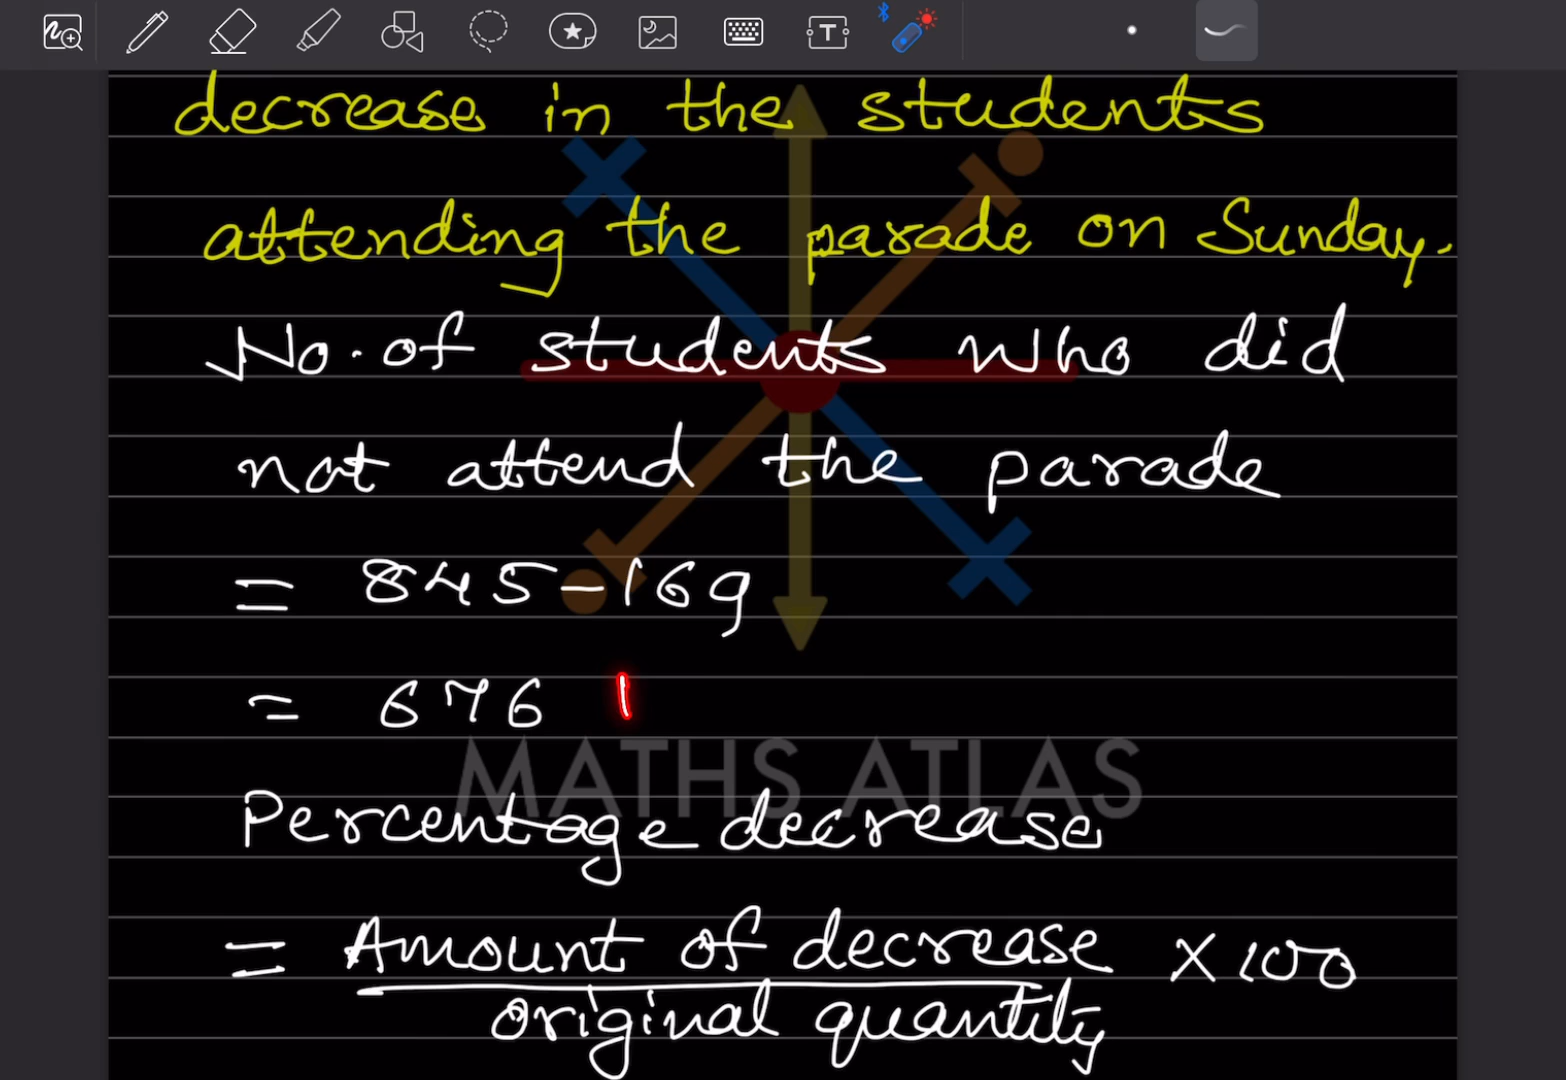 decrease in the students
attending the parade on Sunday.
No. of students who did
not attend the parade
= 845-169
= 676
MATHS ATLAS
Percentage decrease
= Amount of decrease × 100
original quantity